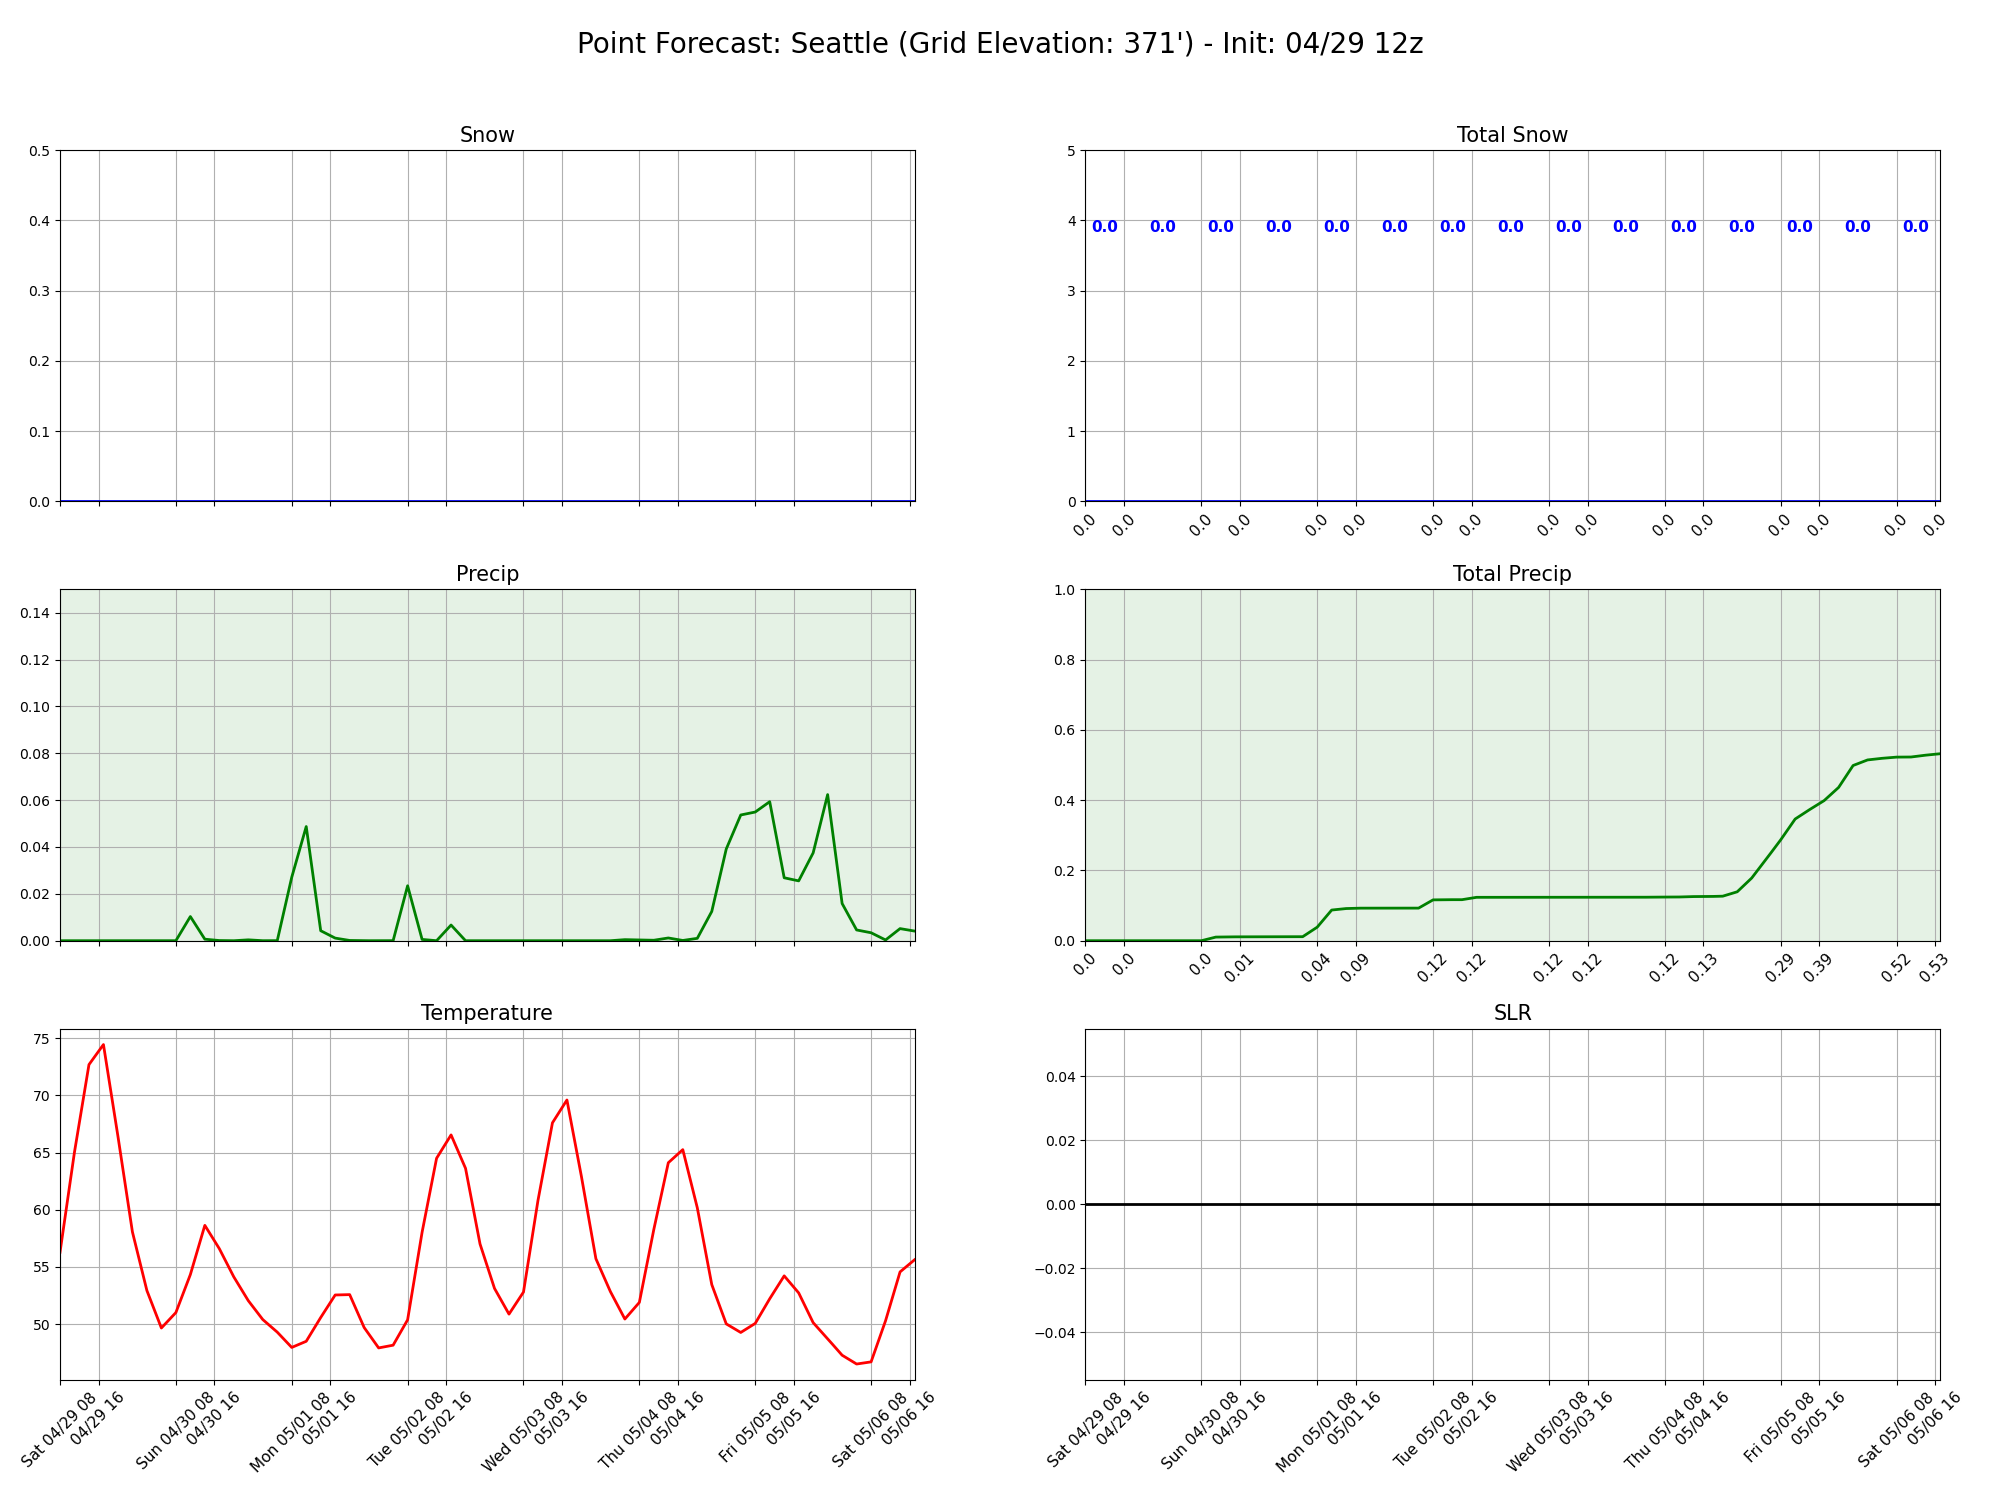 Point Forecast: Seattle (Grid Elevation: 371') - Init: 04/29 12z
Snow
0.5
0.4
0.3
0.2
0.1
0.0
Total Snow
5
4
3
2
1
0
0.0 0.0 0.0 0.0 0.0 0.0 0.0 0.0 0.0 0.0 0.0 0.0 0.0 0.0 0.0
0.0 0.0 0.0 0.0 0.0 0.0 0.0 0.0 0.0 0.0 0.0 0.0 0.0 0.0 0.0 0.0
Precip
0.14
0.12
0.10
0.08
0.06
0.04
0.02
0.00
Total Precip
1.0
0.8
0.6
0.4
0.2
0.0
0.0 0.0 0.0 0.01 0.04 0.09 0.12 0.12 0.12 0.12 0.12 0.13 0.29 0.39 0.52 0.53
Temperature
75
70
65
60
55
50
Sat 04/29 08
04/29 16
Sun 04/30 08
04/30 16
Mon 05/01 08
05/01 16
Tue 05/02 08
05/02 16
Wed 05/03 08
05/03 16
Thu 05/04 08
05/04 16
Fri 05/05 08
05/05 16
Sat 05/06 08
05/06 16
SLR
0.04
0.02
0.00
−0.02
−0.04
Sat 04/29 08
04/29 16
Sun 04/30 08
04/30 16
Mon 05/01 08
05/01 16
Tue 05/02 08
05/02 16
Wed 05/03 08
05/03 16
Thu 05/04 08
05/04 16
Fri 05/05 08
05/05 16
Sat 05/06 08
05/06 16